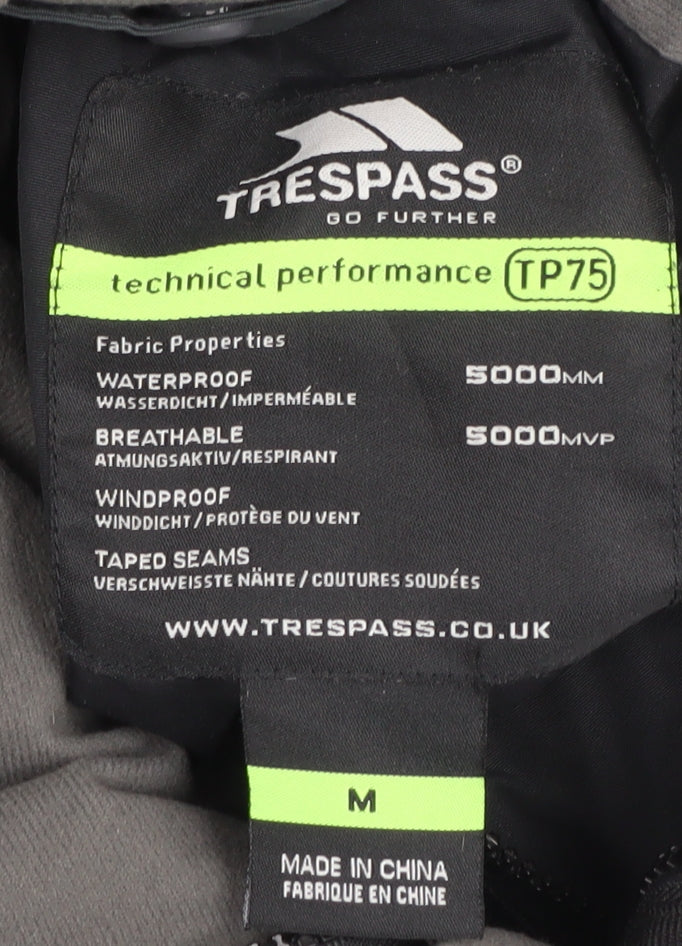 TRESPASS®
GO FURTHER
technical performance TP75
Fabric Properties
WATERPROOF 5000MM
WASSERDICHT/IMPERMÉABLE
BREATHABLE 5000MVP
ATMUNGSAKTIV/RESPIRANT
WINDPROOF
WINDDICHT/PROTÈGE DU VENT
TAPED SEAMS
VERSCHWEISSTE NÄHTE/COUTURES SOUDÉES
WWW.TRESPASS.CO.UK
M
MADE IN CHINA
FABRIQUE EN CHINE